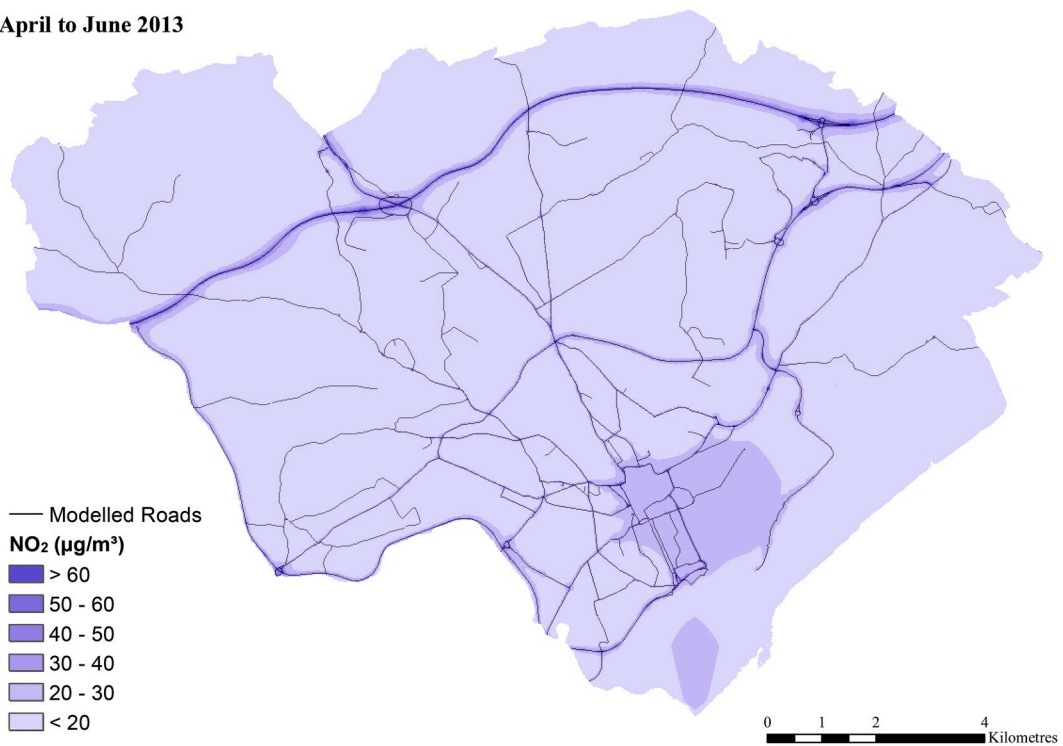 April to June 2013
Modelled Roads
NO₂ (µg/m³)
> 60
50 - 60
40 - 50
30 - 40
20 - 30
< 20
0 1 2 4
Kilometres